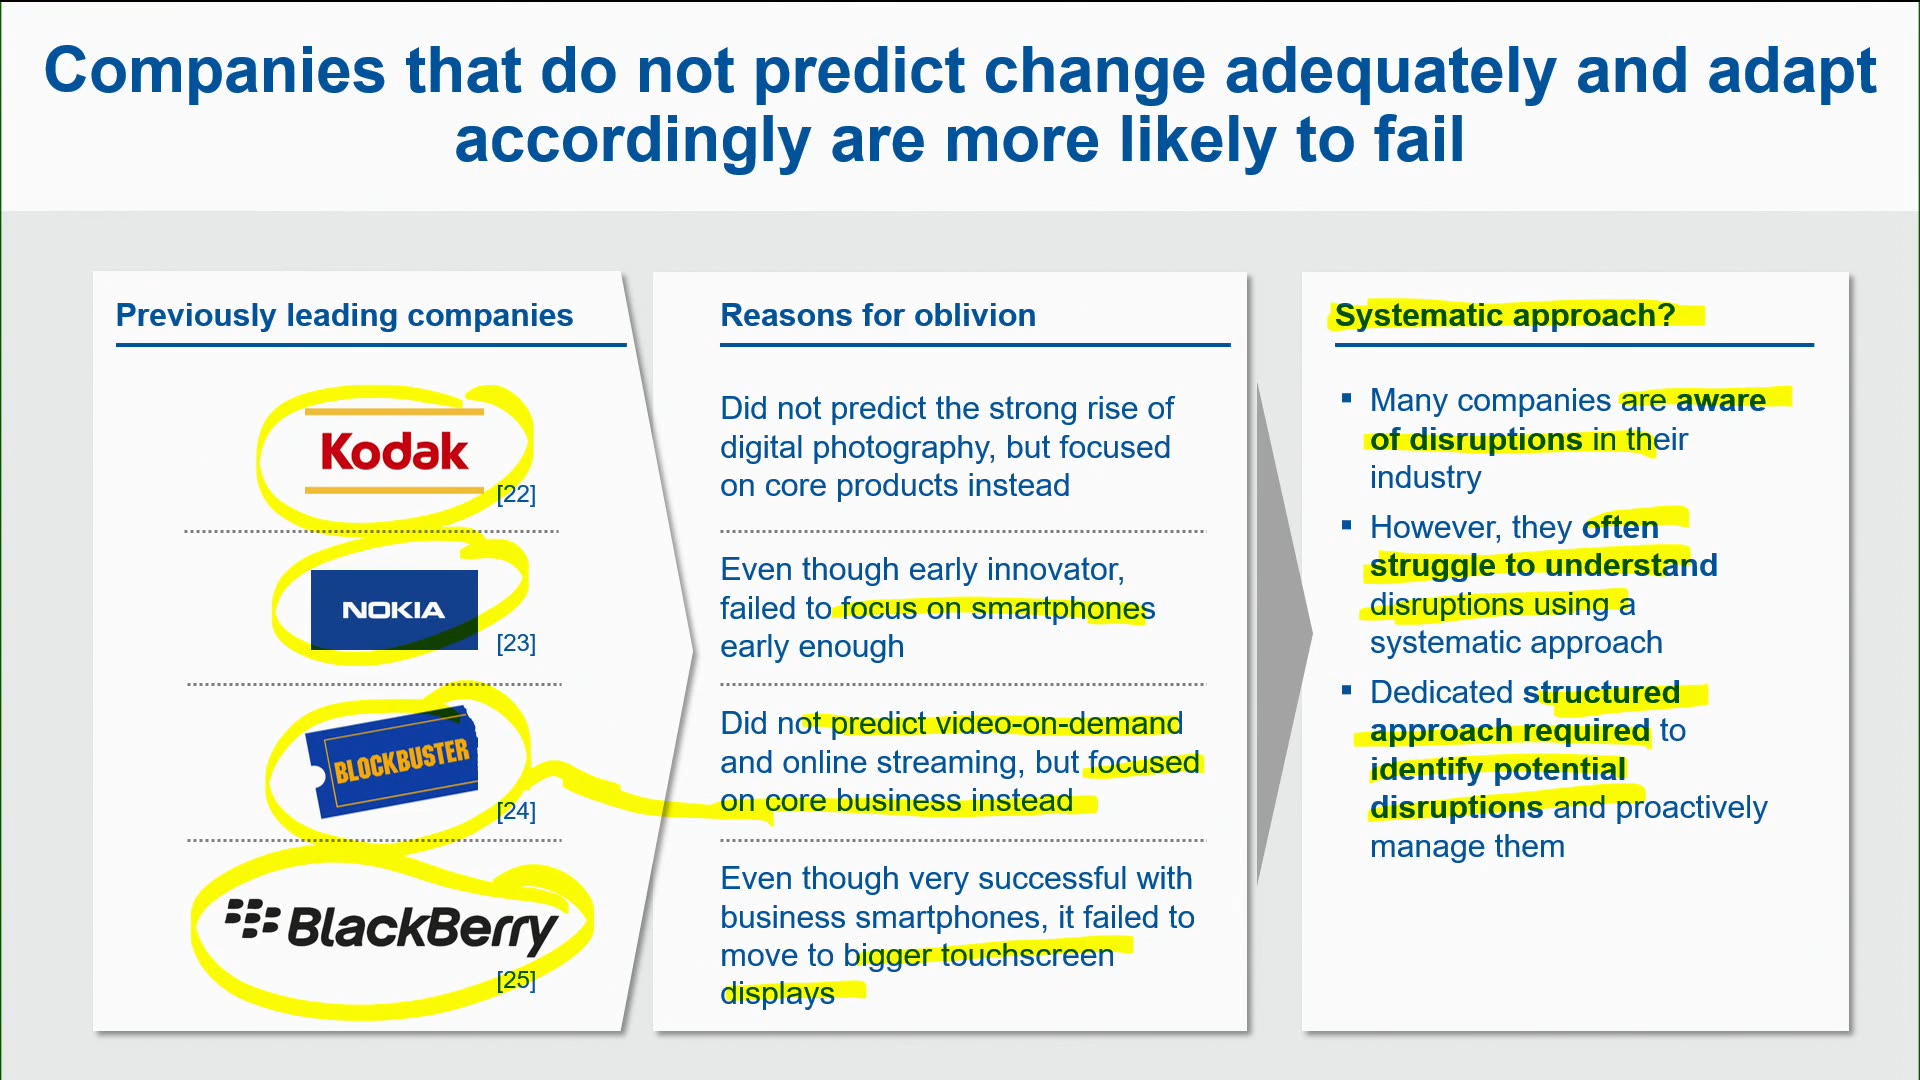 Companies that do not predict change adequately and adapt
accordingly are more likely to fail
Previously leading companies
Kodak
[22]
NOKIA
[23]
BLOCKBUSTER
[24]
BlackBerry
[25]
Reasons for oblivion
Did not predict the strong rise of
digital photography, but focused
on core products instead
Even though early innovator,
failed to focus on smartphones
early enough
Did not predict video-on-demand
and online streaming, but focused
on core business instead
Even though very successful with
business smartphones, it failed to
move to bigger touchscreen
displays
Systematic approach?
▪ Many companies are aware
of disruptions in their
industry
▪ However, they often
struggle to understand
disruptions using a
systematic approach
▪ Dedicated structured
approach required to
identify potential
disruptions and proactively
manage them